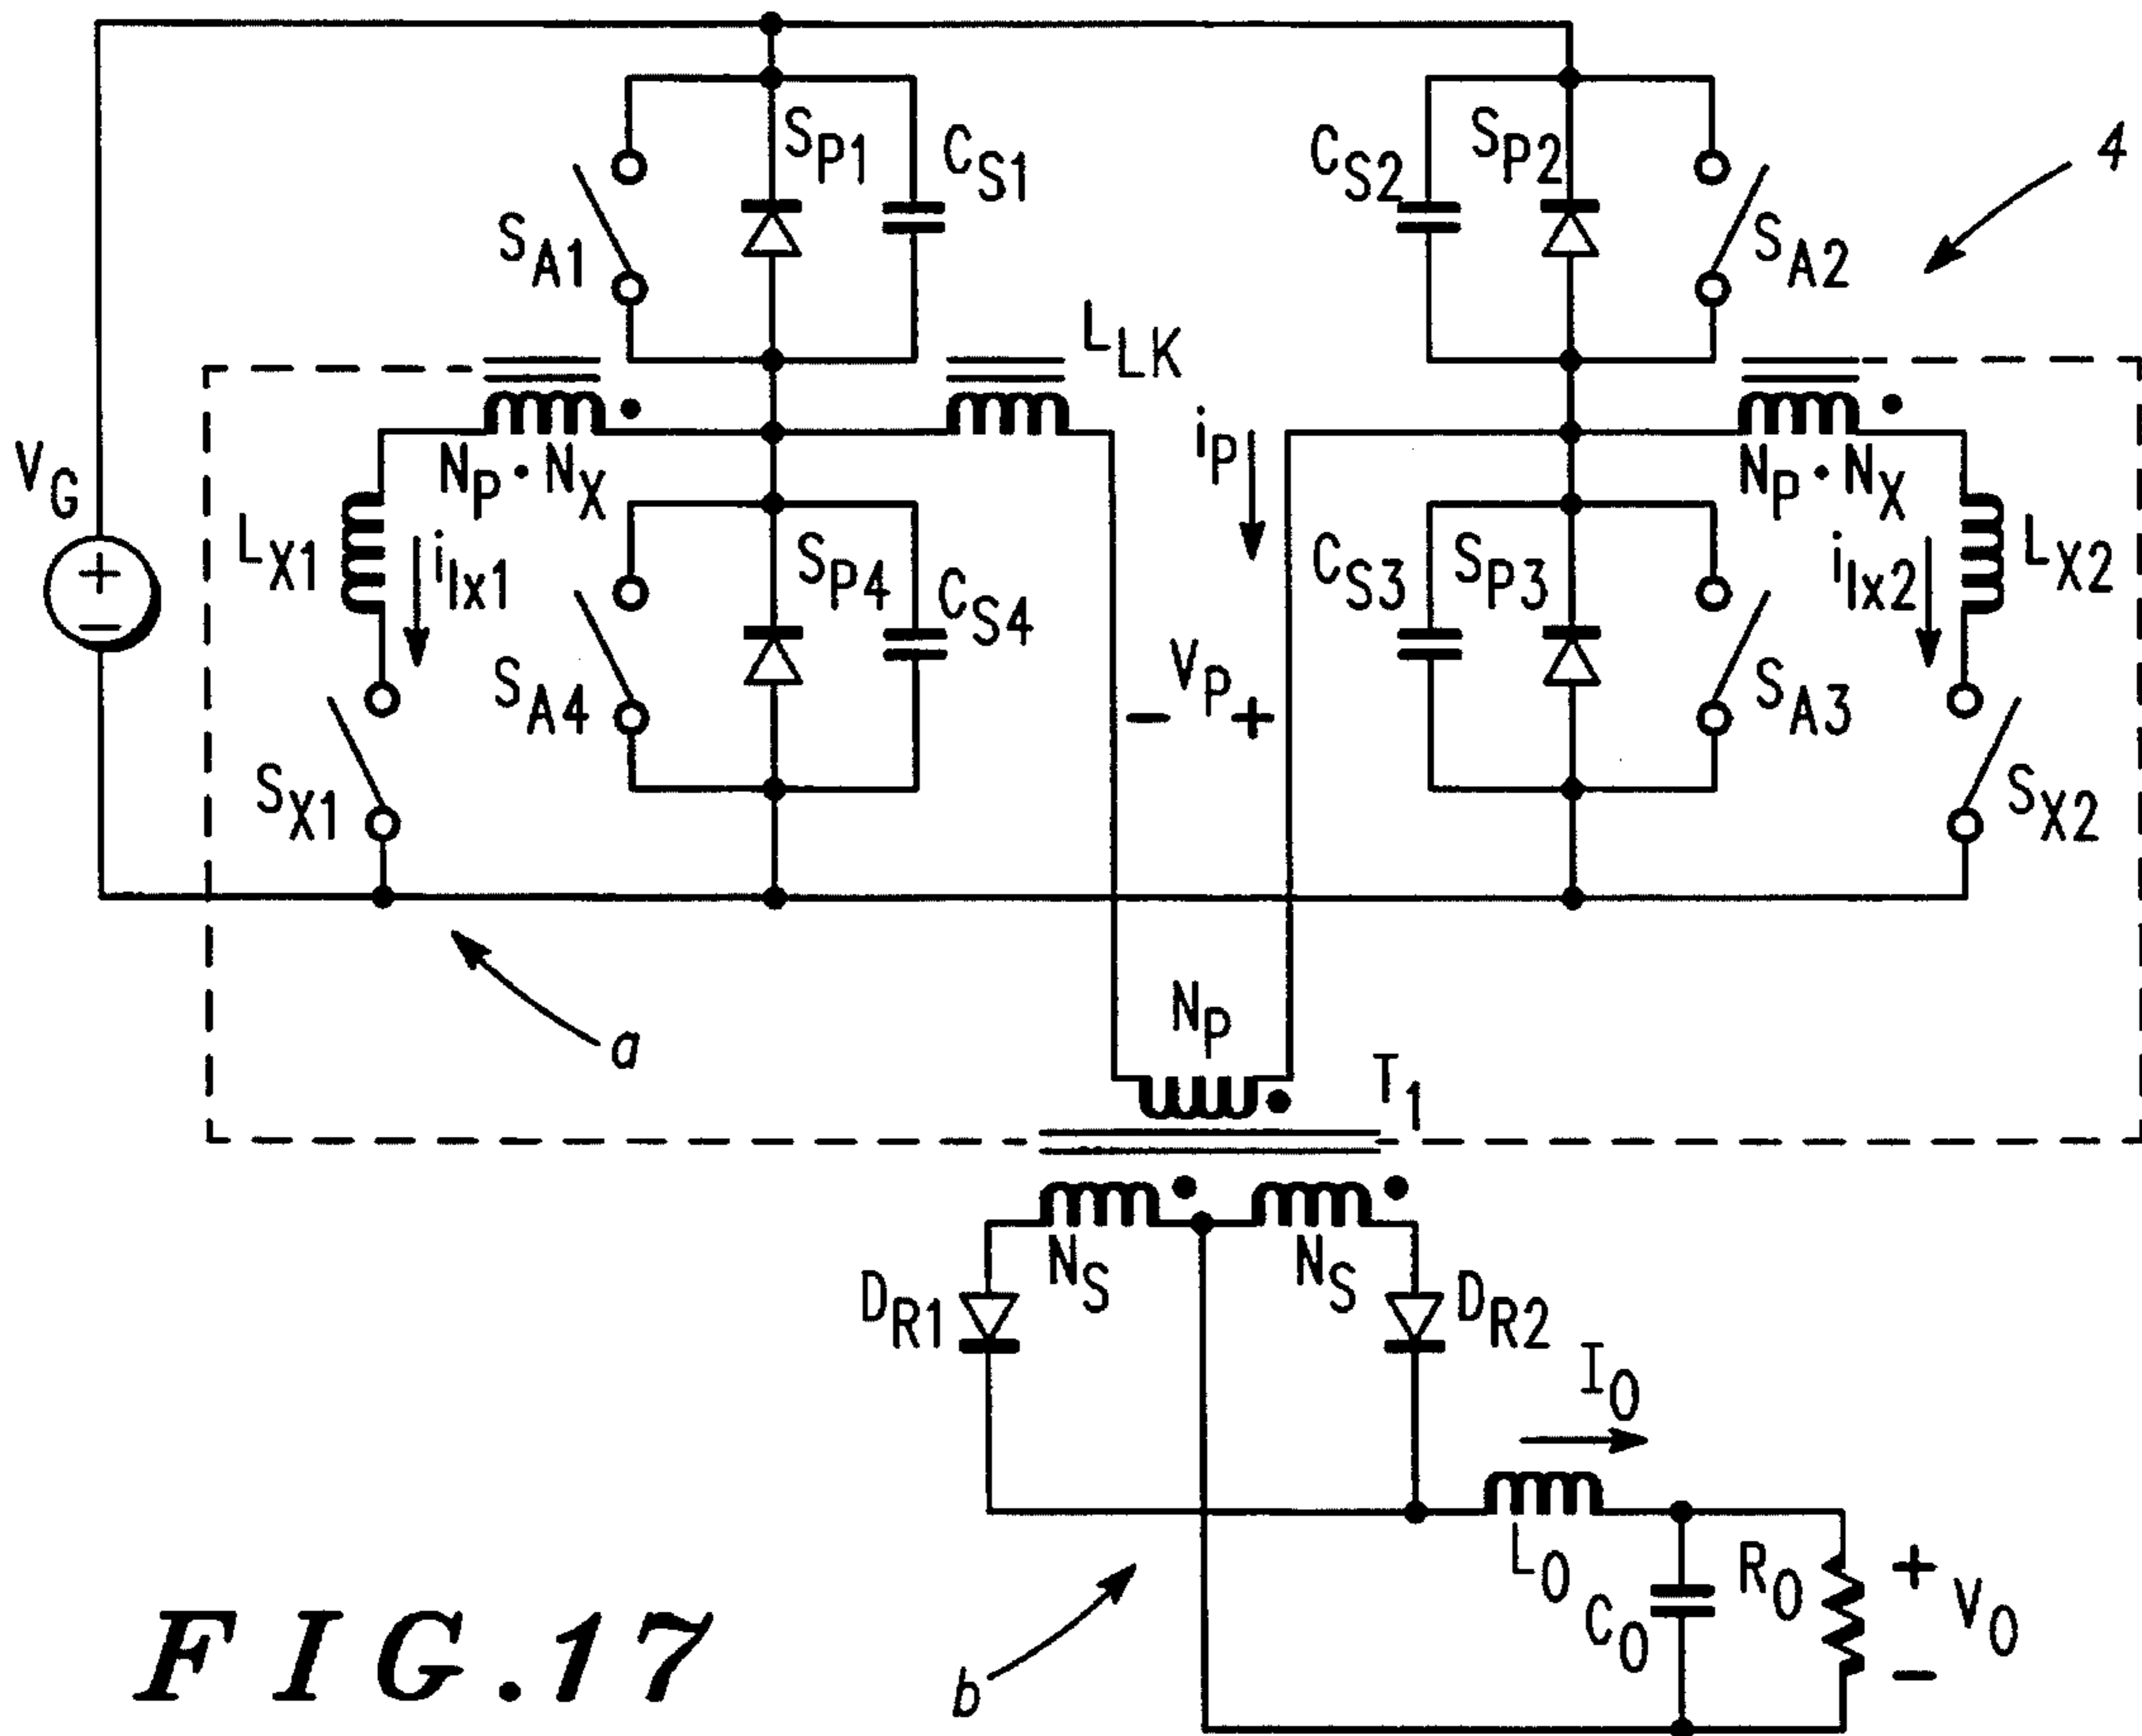 S_P1
C_S1
C_S2
S_P2
4
S_A1
S_A2
L_LK
V_G
N_P·N_X
i_P
N_P·N_X
L_X1
i_lx1
S_P4
C_S4
C_S3
S_P3
i_lx2
L_X2
S_A4
- V_P +
S_A3
S_X1
S_X2
a
N_P
T_1
N_S
N_S
D_R1
D_R2
I_O
L_O
C_O
R_O
+
V_O
-
b
FIG.17